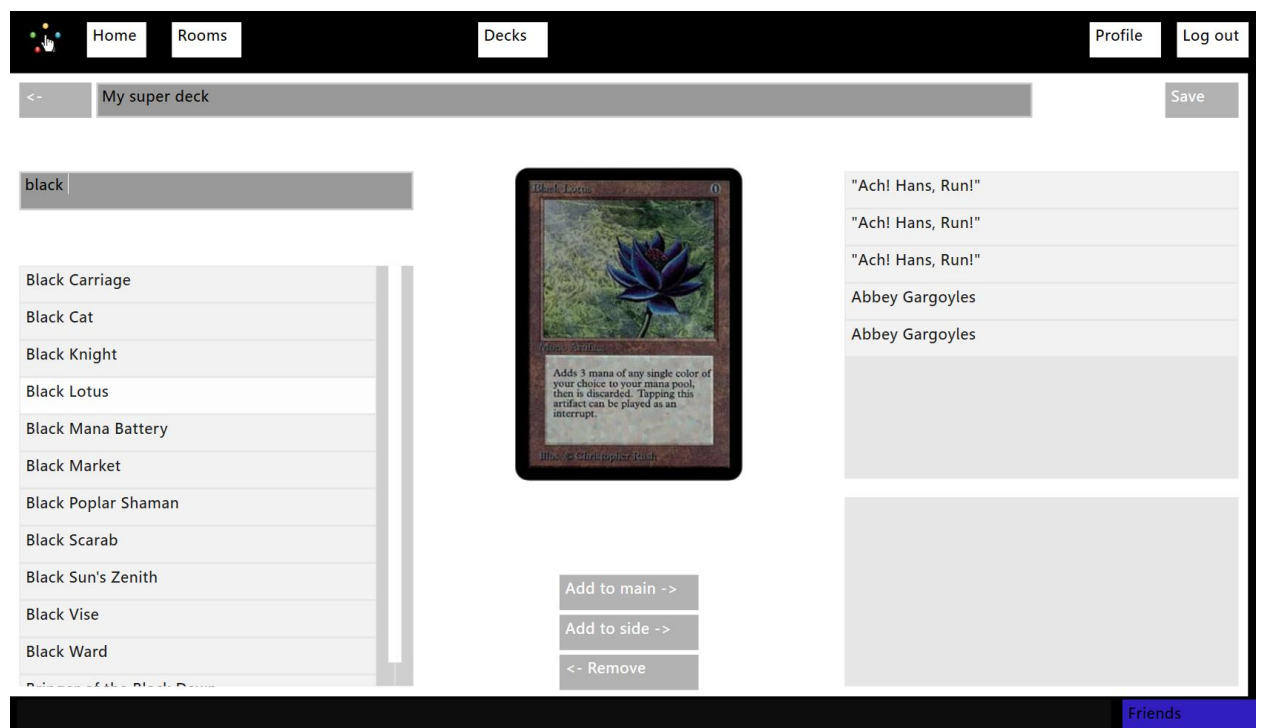 Home Rooms Decks Profile Log out
<- My super deck Save
black
Black Carriage
Black Cat
Black Knight
Black Lotus
Black Mana Battery
Black Market
Black Poplar Shaman
Black Scarab
Black Sun's Zenith
Black Vise
Black Ward
Black Lotus 0
Mono Artifact
Adds 3 mana of any single color of
your choice to your mana pool,
then is discarded. Tapping this
artifact can be played as an
interrupt.
Illus. © Christopher Rush
Add to main ->
Add to side ->
<- Remove
"Ach! Hans, Run!"
"Ach! Hans, Run!"
"Ach! Hans, Run!"
Abbey Gargoyles
Abbey Gargoyles
Friends